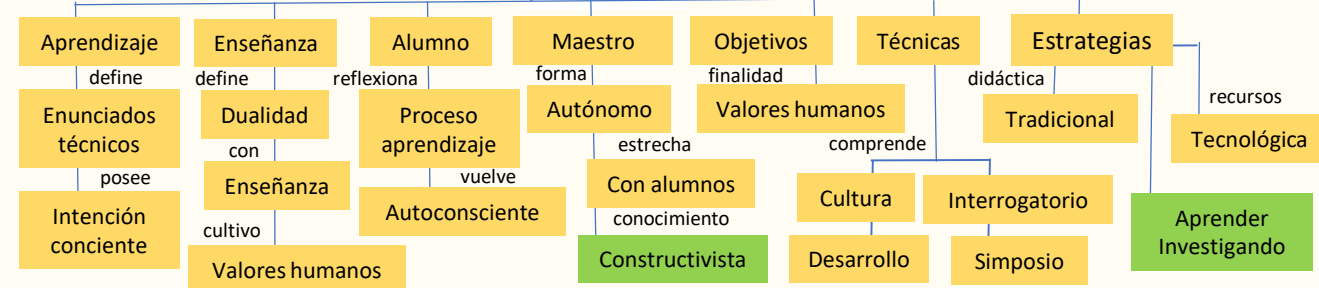 Aprendizaje
define
Enunciados
técnicos
posee
Intención
conciente
Enseñanza
define
Dualidad
con
Enseñanza
cultivo
Valores humanos
Alumno
reflexiona
Proceso
aprendizaje
vuelve
Autoconsciente
Maestro
forma
Autónomo
estrecha
Con alumnos
conocimiento
Constructivista
Objetivos
finalidad
Valores humanos
Técnicas
comprende
Cultura
Desarrollo
Interrogatorio
Simposio
Estrategias
didáctica
Tradicional
recursos
Tecnológica
Aprender
Investigando